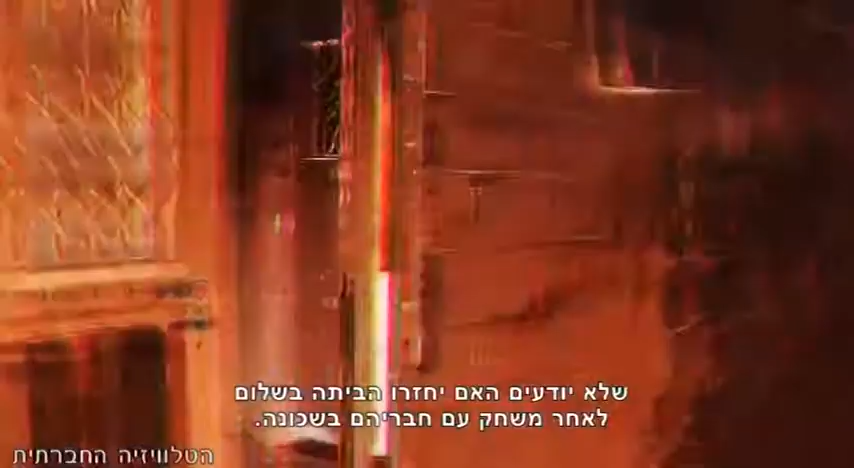 שלא יודעים האם יחזרו הביתה בשלום
לאחר משחק עם חבריהם בשכונה.
הטלוויזיה החברתית